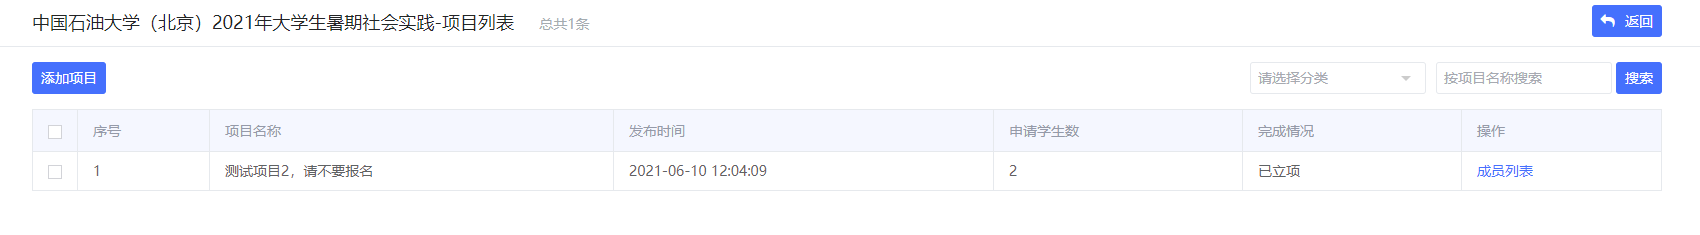 中国石油大学（北京）2021年大学生暑期社会实践-项目列表 总共1条 返回
添加项目 请选择分类 按项目名称搜索 搜索
序号 项目名称 发布时间 申请学生数 完成情况 操作
1 测试项目2，请不要报名 2021-06-10 12:04:09 2 已立项 成员列表